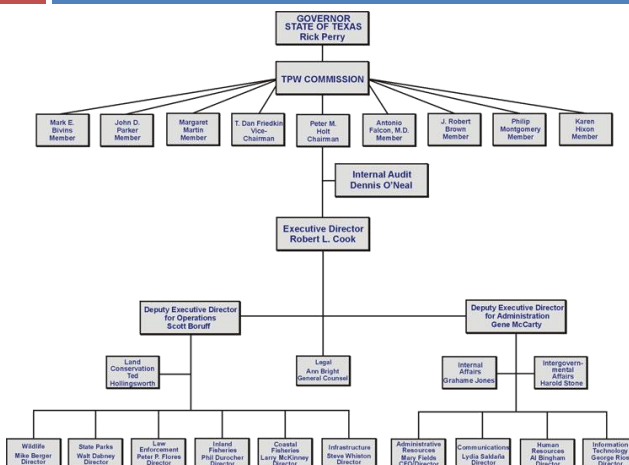 GOVERNOR
STATE OF TEXAS
Rick Perry
TPW COMMISSION
Mark E.
Bivins
Member
John D.
Parker
Member
Margaret
Martin
Member
T. Dan Friedkin
Vice-
Chairman
Peter M.
Holt
Chairman
Antonio
Falcon, M.D.
Member
J. Robert
Brown
Member
Philip
Montgomery
Member
Karen
Hixon
Member
Internal Audit
Dennis O'Neal
Executive Director
Robert L. Cook
Deputy Executive Director
for Operations
Scott Boruff
Deputy Executive Director
for Administration
Gene McCarty
Land
Conservation
Ted
Hollingsworth
Legal
Ann Bright
General Counsel
Internal
Affairs
Grahame Jones
Intergovern-
mental
Affairs
Harold Stone
Wildlife
Mike Berger
Director
State Parks
Walt Dabney
Director
Law
Enforcement
Peter P. Flores
Director
Inland
Fisheries
Phil Durocher
Director
Coastal
Fisheries
Larry McKinney
Director
Infrastructure
Steve Whiston
Director
Administrative
Resources
Mary Fields
CFO/Director
Communications
Lydia Saldaña
Director
Human
Resources
Al Bingham
Director
Information
Technology
George Rios
Director